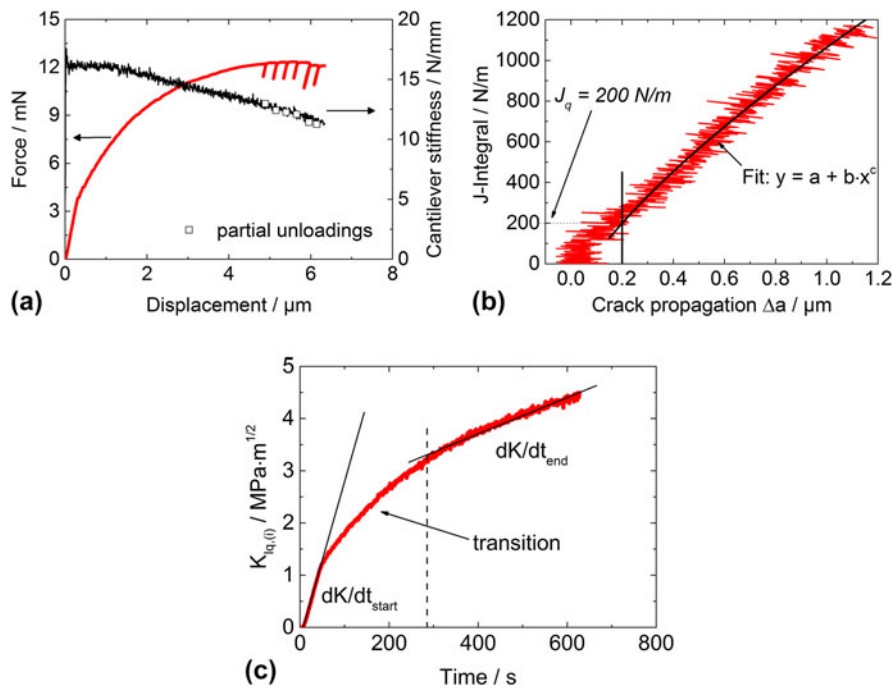 15
12
9
6
3
0
Force / mN
20
15
10
5
0
Cantilever stiffness / N/mm
partial unloadings
0 2 4 6 8
Displacement / µm
(a)
1200
1000
800
600
400
200
0
J-Integral / N/m
J_q = 200 N/m
Fit: y = a + b·x^c
0.0 0.2 0.4 0.6 0.8 1.0 1.2
Crack propagation Δa / µm
(b)
5
4
3
2
1
0
K_Iq,(i) / MPa·m^1/2
dK/dt_end
transition
dK/dt_start
0 200 400 600 800
Time / s
(c)